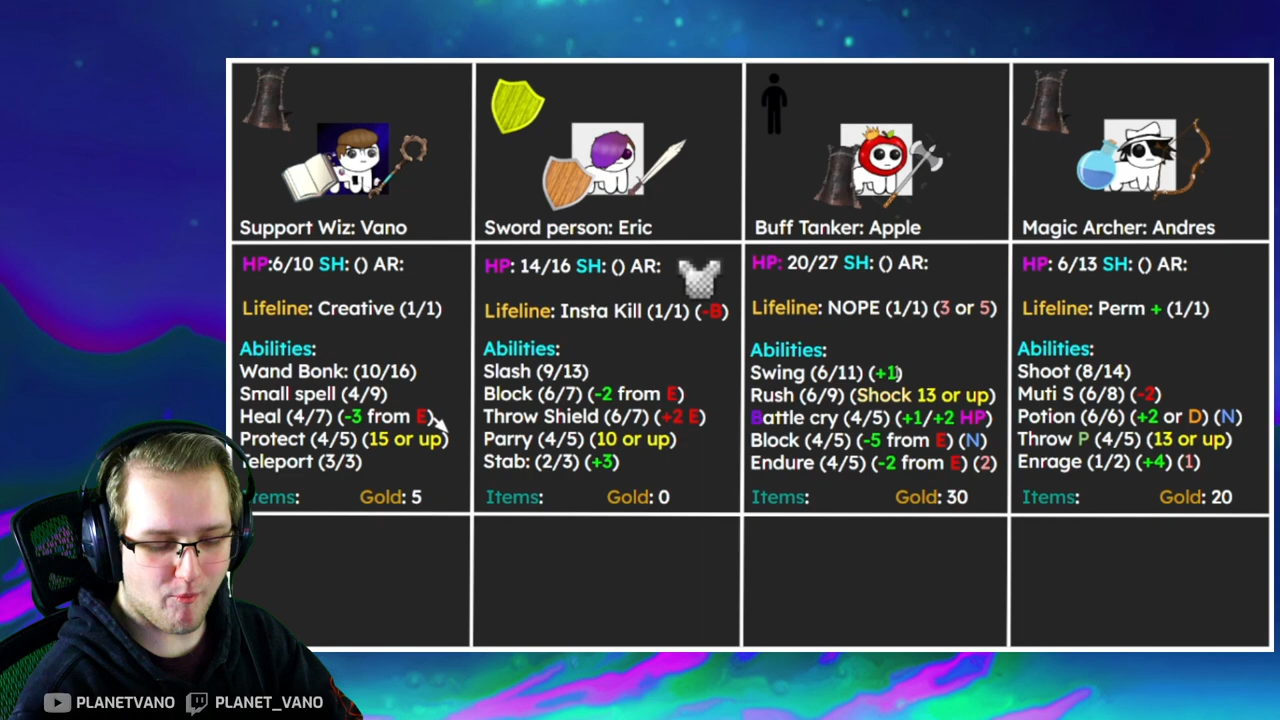 Support Wiz: Vano
HP:6/10 SH: () AR:
Lifeline: Creative (1/1)
Abilities:
Wand Bonk: (10/16)
Small spell (4/9)
Heal (4/7) (-3 from E)
Protect (4/5) (15 or up)
Teleport (3/3)
Items: Gold: 5
Sword person: Eric
HP: 14/16 SH: () AR:
Lifeline: Insta Kill (1/1) (-8)
Abilities:
Slash (9/13)
Block (6/7) (-2 from E)
Throw Shield (6/7) (+2 E)
Parry (4/5) (10 or up)
Stab: (2/3) (+3)
Items: Gold: 0
Buff Tanker: Apple
HP: 20/27 SH: () AR:
Lifeline: NOPE (1/1) (3 or 5)
Abilities:
Swing (6/11) (+1)
Rush (6/9) (Shock 13 or up)
Battle cry (4/5) (+1/+2 HP)
Block (4/5) (-5 from E) (N)
Endure (4/5) (-2 from E) (2)
Items: Gold: 30
Magic Archer: Andres
HP: 6/13 SH: () AR:
Lifeline: Perm + (1/1)
Abilities:
Shoot (8/14)
Muti S (6/8) (-2)
Potion (6/6) (+2 or D) (N)
Throw P (4/5) (13 or up)
Enrage (1/2) (+4) (1)
Items: Gold: 20
PLANETVANO PLANET_VANO